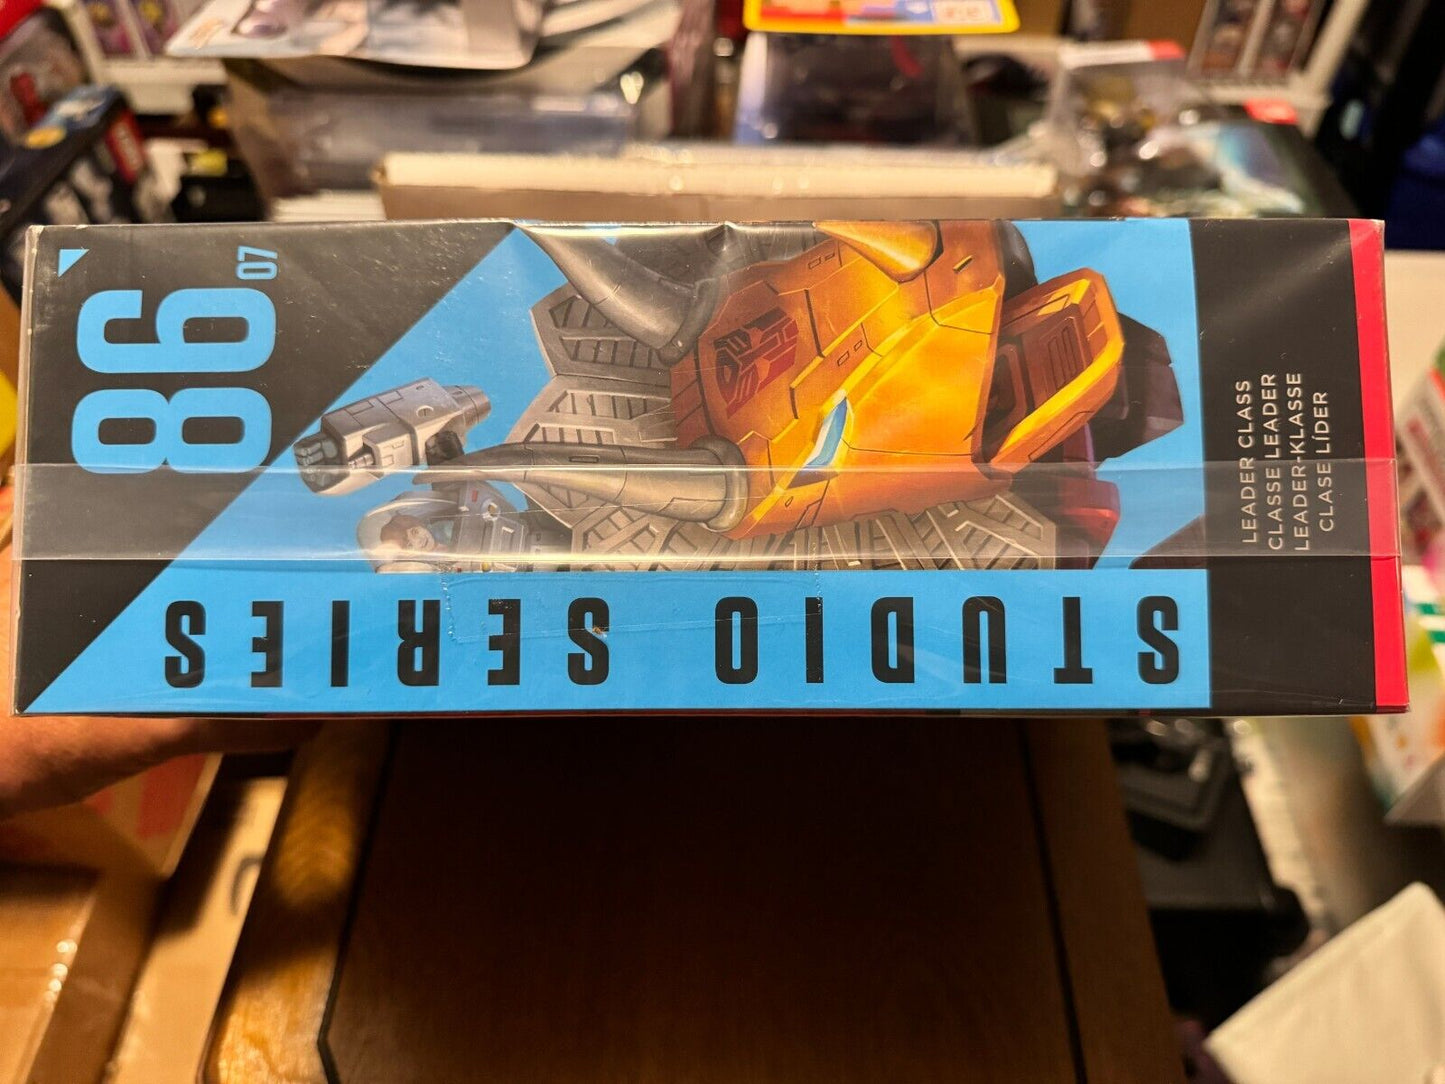 86
07
STUDIO SERIES
LEADER CLASS
CLASSE LEADER
LEADER-KLASSE
CLASE LÍDER